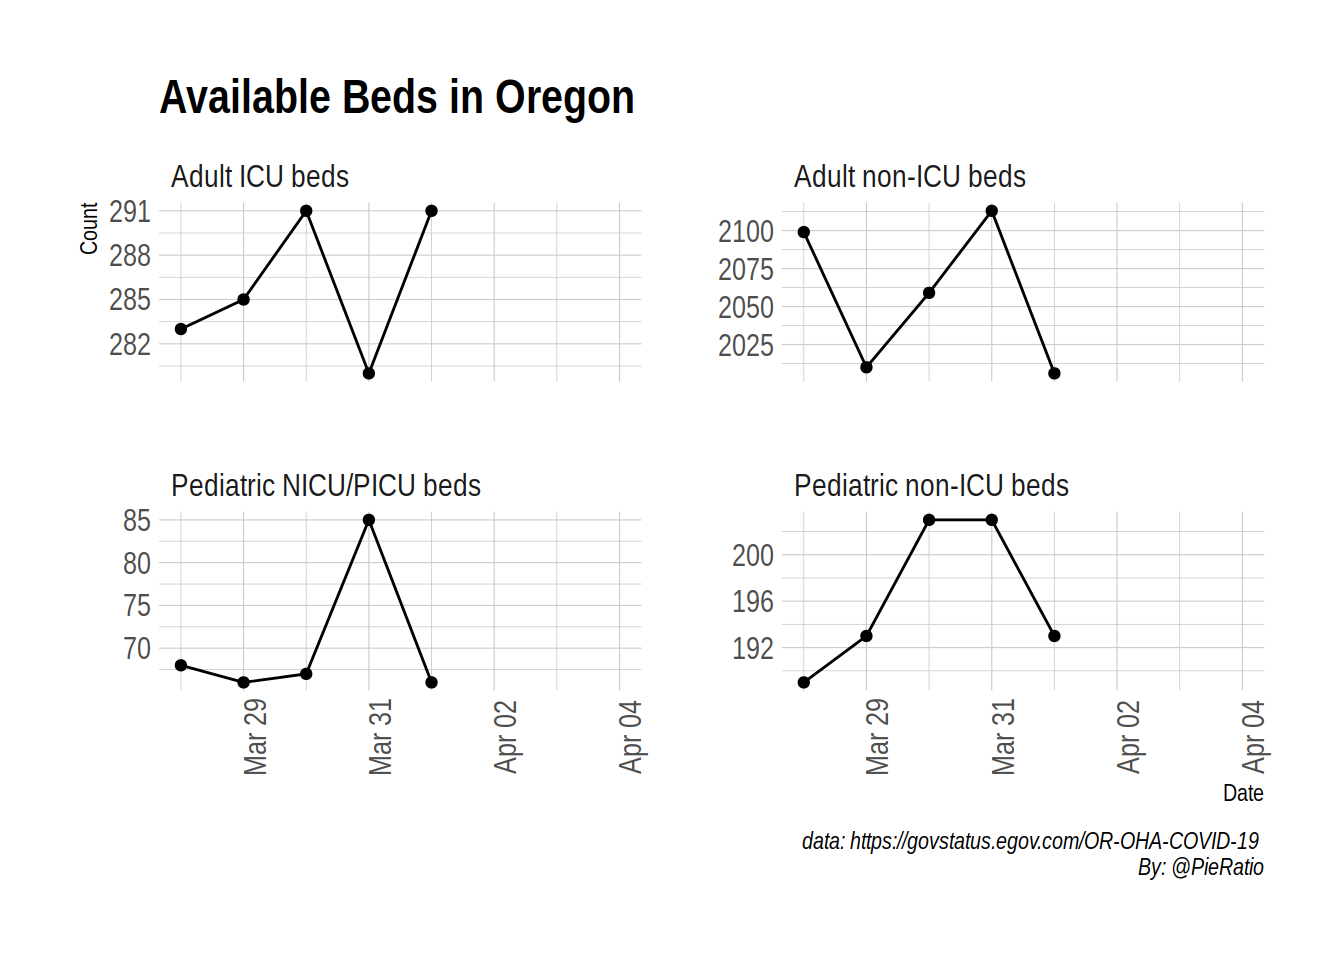 Available Beds in Oregon
Adult ICU beds
Adult non-ICU beds
Count
291
288
285
282
2100
2075
2050
2025
Pediatric NICU/PICU beds
Pediatric non-ICU beds
85
80
75
70
200
196
192
Mar 29
Mar 31
Apr 02
Apr 04
Mar 29
Mar 31
Apr 02
Apr 04
Date
data: https://govstatus.egov.com/OR-OHA-COVID-19
By: @PieRatio